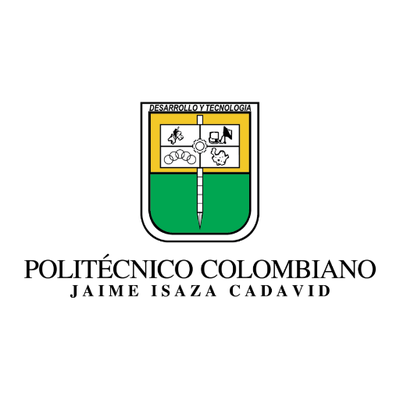 DESARROLLO Y TECNOLOGIA
POLITÉCNICO COLOMBIANO
JAIME ISAZA CADAVID